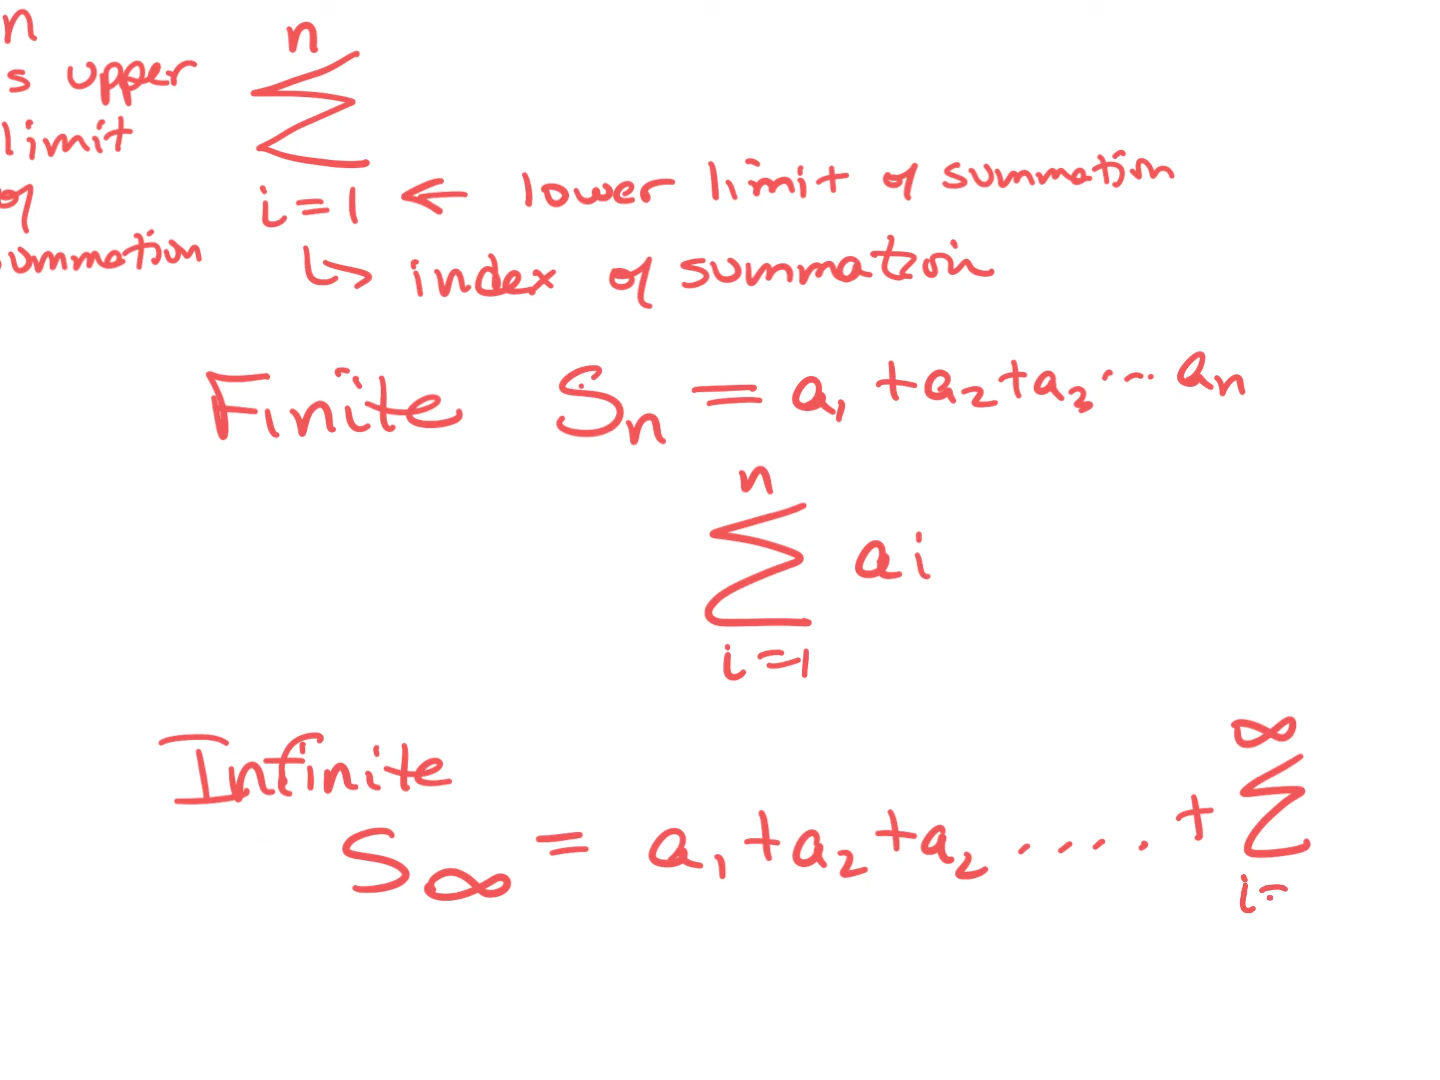 n
s upper
limit
of
ummation
n
∑
i = 1 ← lower limit of summation
↳ index of summation
Finite Sn = a1 + a2 + a3 ... an
n
∑ ai
i = 1
Infinite
S∞ = a1 + a2 + a2 ..... + ∞ ∑
i =